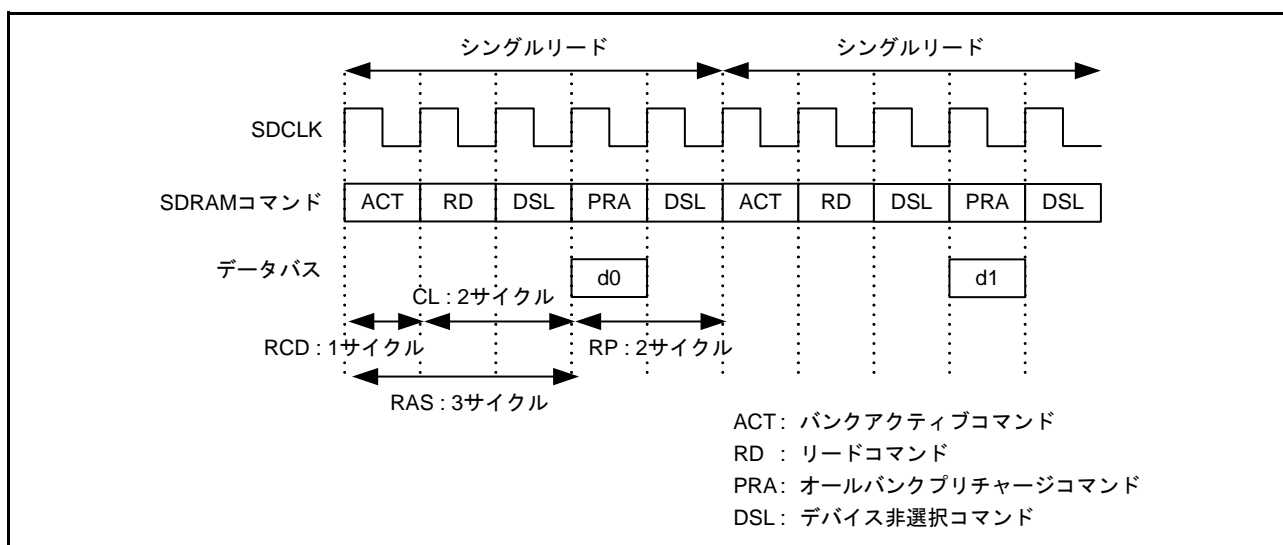 シングルリード シングルリード
SDCLK
SDRAMコマンド ACT RD DSL PRA DSL ACT RD DSL PRA DSL
データバス d0 d1
CL : 2サイクル
RCD : 1サイクル RP : 2サイクル
RAS : 3サイクル
ACT : バンクアクティブコマンド
RD : リードコマンド
PRA : オールバンクプリチャージコマンド
DSL : デバイス非選択コマンド